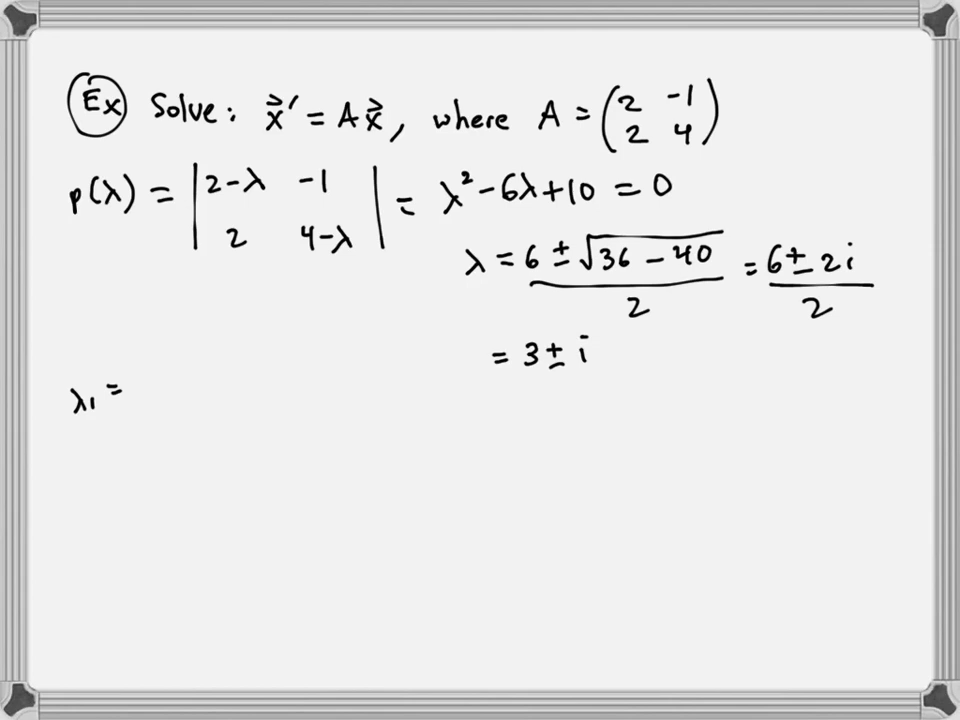 Ex Solve: x⃗' = Ax⃗, where A = (2 -1
2 4)
p(λ) = |2-λ -1
2 4-λ| = λ² - 6λ + 10 = 0
λ = (6 ± √(36 - 40))/2 = (6 ± 2i)/2
= 3 ± i
λ₁ =